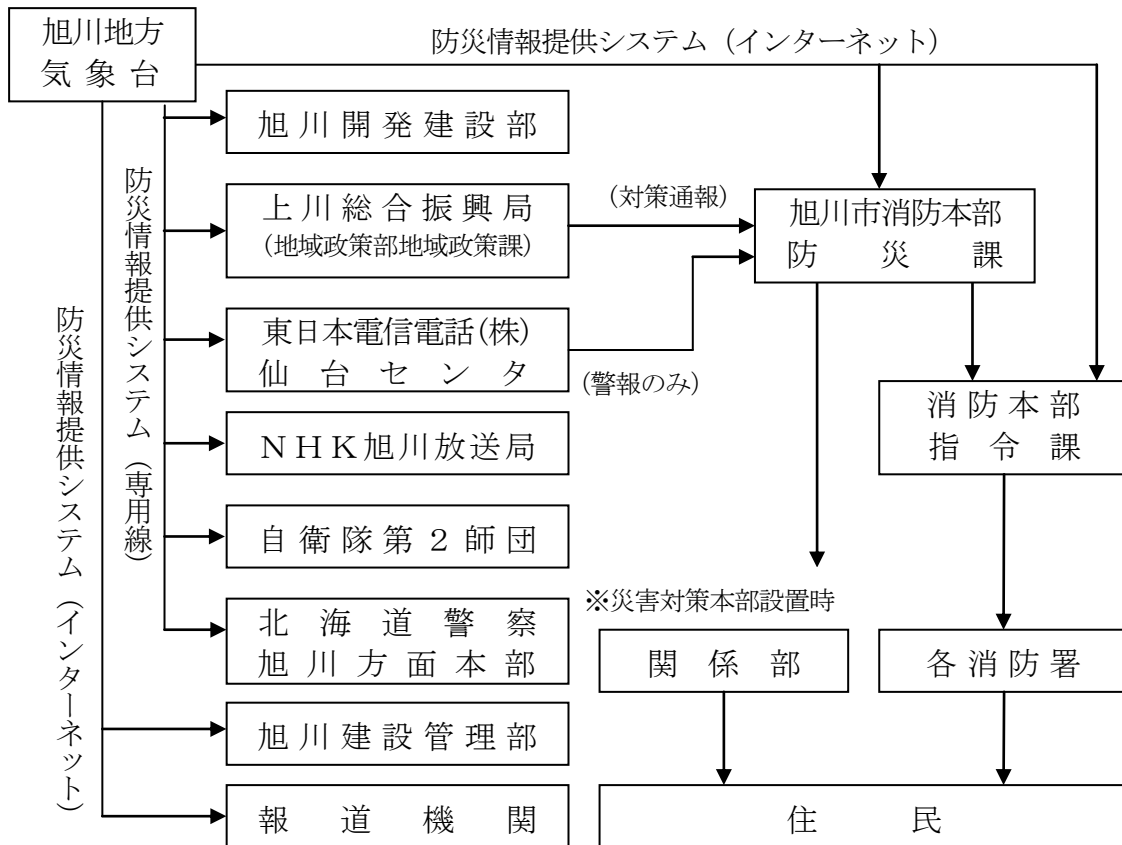 旭川地方
気象台
防災情報提供システム（インターネット）
旭川開発建設部
防災情報提供システム（専用線）
上川総合振興局
(地域政策部地域政策課)
(対策通報)
旭川市消防本部
防災課
防災情報提供システム（インターネット）
東日本電信電話(株)
仙台センタ
(警報のみ)
消防本部
指令課
ＮＨＫ旭川放送局
自衛隊第２師団
※災害対策本部設置時
北海道警察
旭川方面本部
関係部
各消防署
旭川建設管理部
報道機関
住民